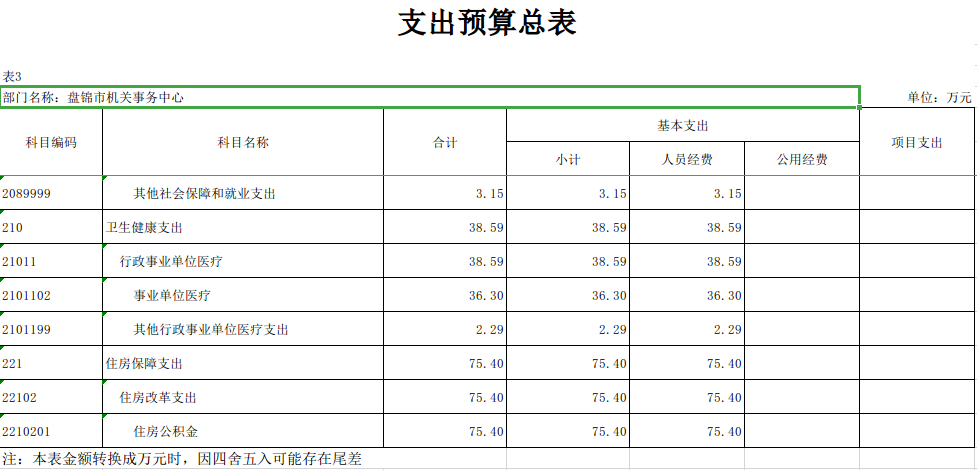 支出预算总表
表3
部门名称：盘锦市机关事务中心 单位：万元
科目编码 科目名称 合计 基本支出 项目支出
小计 人员经费 公用经费
2089999 其他社会保障和就业支出 3.15 3.15 3.15
210 卫生健康支出 38.59 38.59 38.59
21011 行政事业单位医疗 38.59 38.59 38.59
2101102 事业单位医疗 36.30 36.30 36.30
2101199 其他行政事业单位医疗支出 2.29 2.29 2.29
221 住房保障支出 75.40 75.40 75.40
22102 住房改革支出 75.40 75.40 75.40
2210201 住房公积金 75.40 75.40 75.40
注：本表金额转换成万元时，因四舍五入可能存在尾差